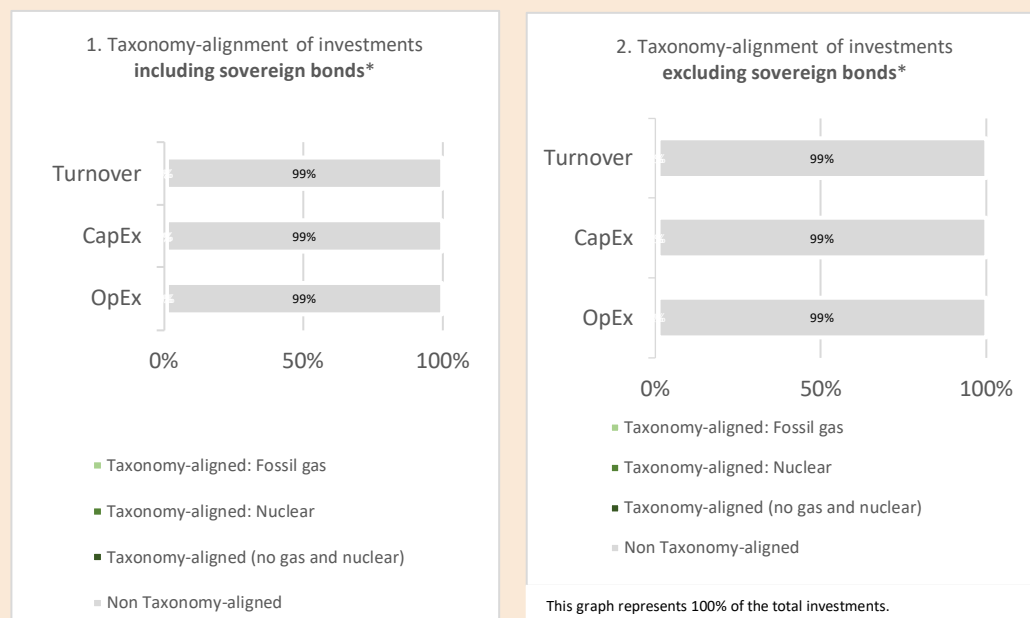 1. Taxonomy-alignment of investments
including sovereign bonds*
Turnover
99%
CapEx
99%
OpEx
99%
0%
50%
100%
Taxonomy-aligned: Fossil gas
Taxonomy-aligned: Nuclear
Taxonomy-aligned (no gas and nuclear)
Non Taxonomy-aligned
2. Taxonomy-alignment of investments
excluding sovereign bonds*
Turnover
99%
CapEx
99%
OpEx
99%
0%
50%
100%
Taxonomy-aligned: Fossil gas
Taxonomy-aligned: Nuclear
Taxonomy-aligned (no gas and nuclear)
Non Taxonomy-aligned
This graph represents 100% of the total investments.